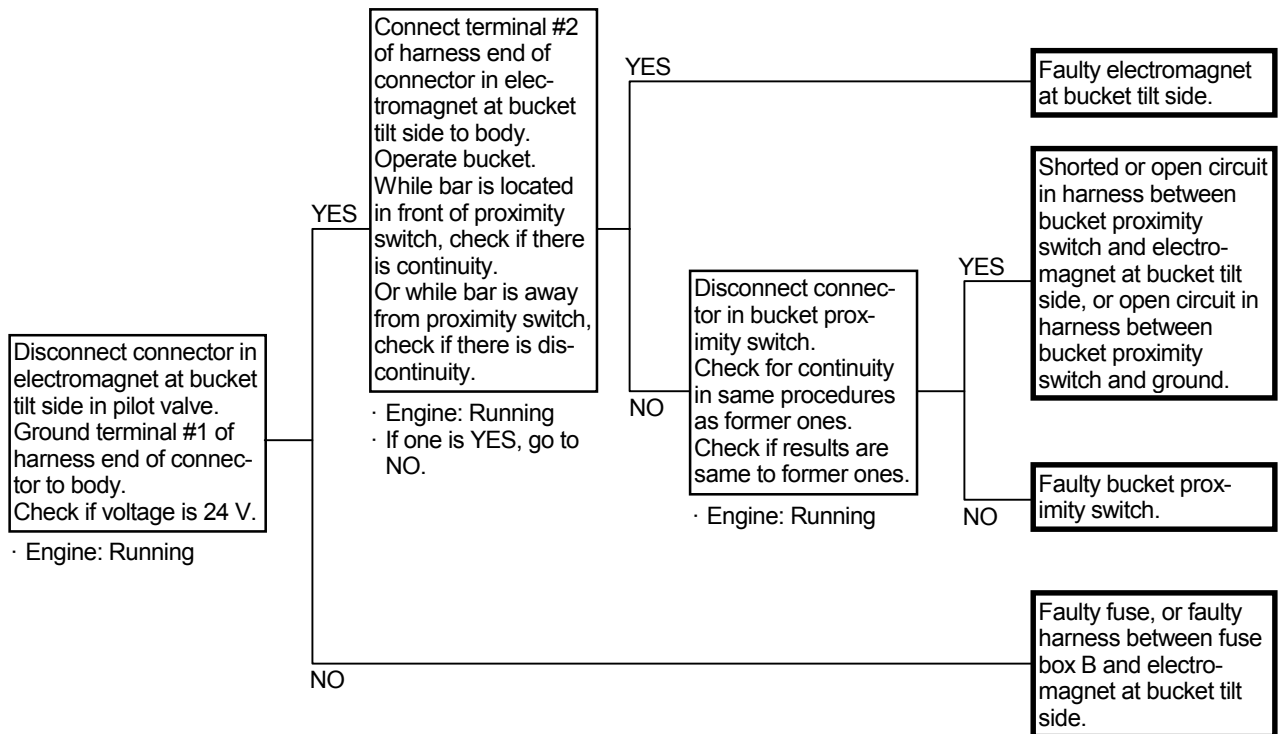 Disconnect connector in
electromagnet at bucket
tilt side in pilot valve.
Ground terminal #1 of
harness end of connec-
tor to body.
Check if voltage is 24 V.
· Engine: Running
YES
NO
Connect terminal #2
of harness end of
connector in elec-
tromagnet at bucket
tilt side to body.
Operate bucket.
While bar is located
in front of proximity
switch, check if there
is continuity.
Or while bar is away
from proximity switch,
check if there is dis-
continuity.
· Engine: Running
· If one is YES, go to
NO.
YES
NO
Disconnect connec-
tor in bucket prox-
imity switch.
Check for continuity
in same procedures
as former ones.
Check if results are
same to former ones.
· Engine: Running
YES
NO
Faulty electromagnet
at bucket tilt side.
Shorted or open circuit
in harness between
bucket proximity
switch and electro-
magnet at bucket tilt
side, or open circuit in
harness between
bucket proximity
switch and ground.
Faulty bucket prox-
imity switch.
Faulty fuse, or faulty
harness between fuse
box B and electro-
magnet at bucket tilt
side.